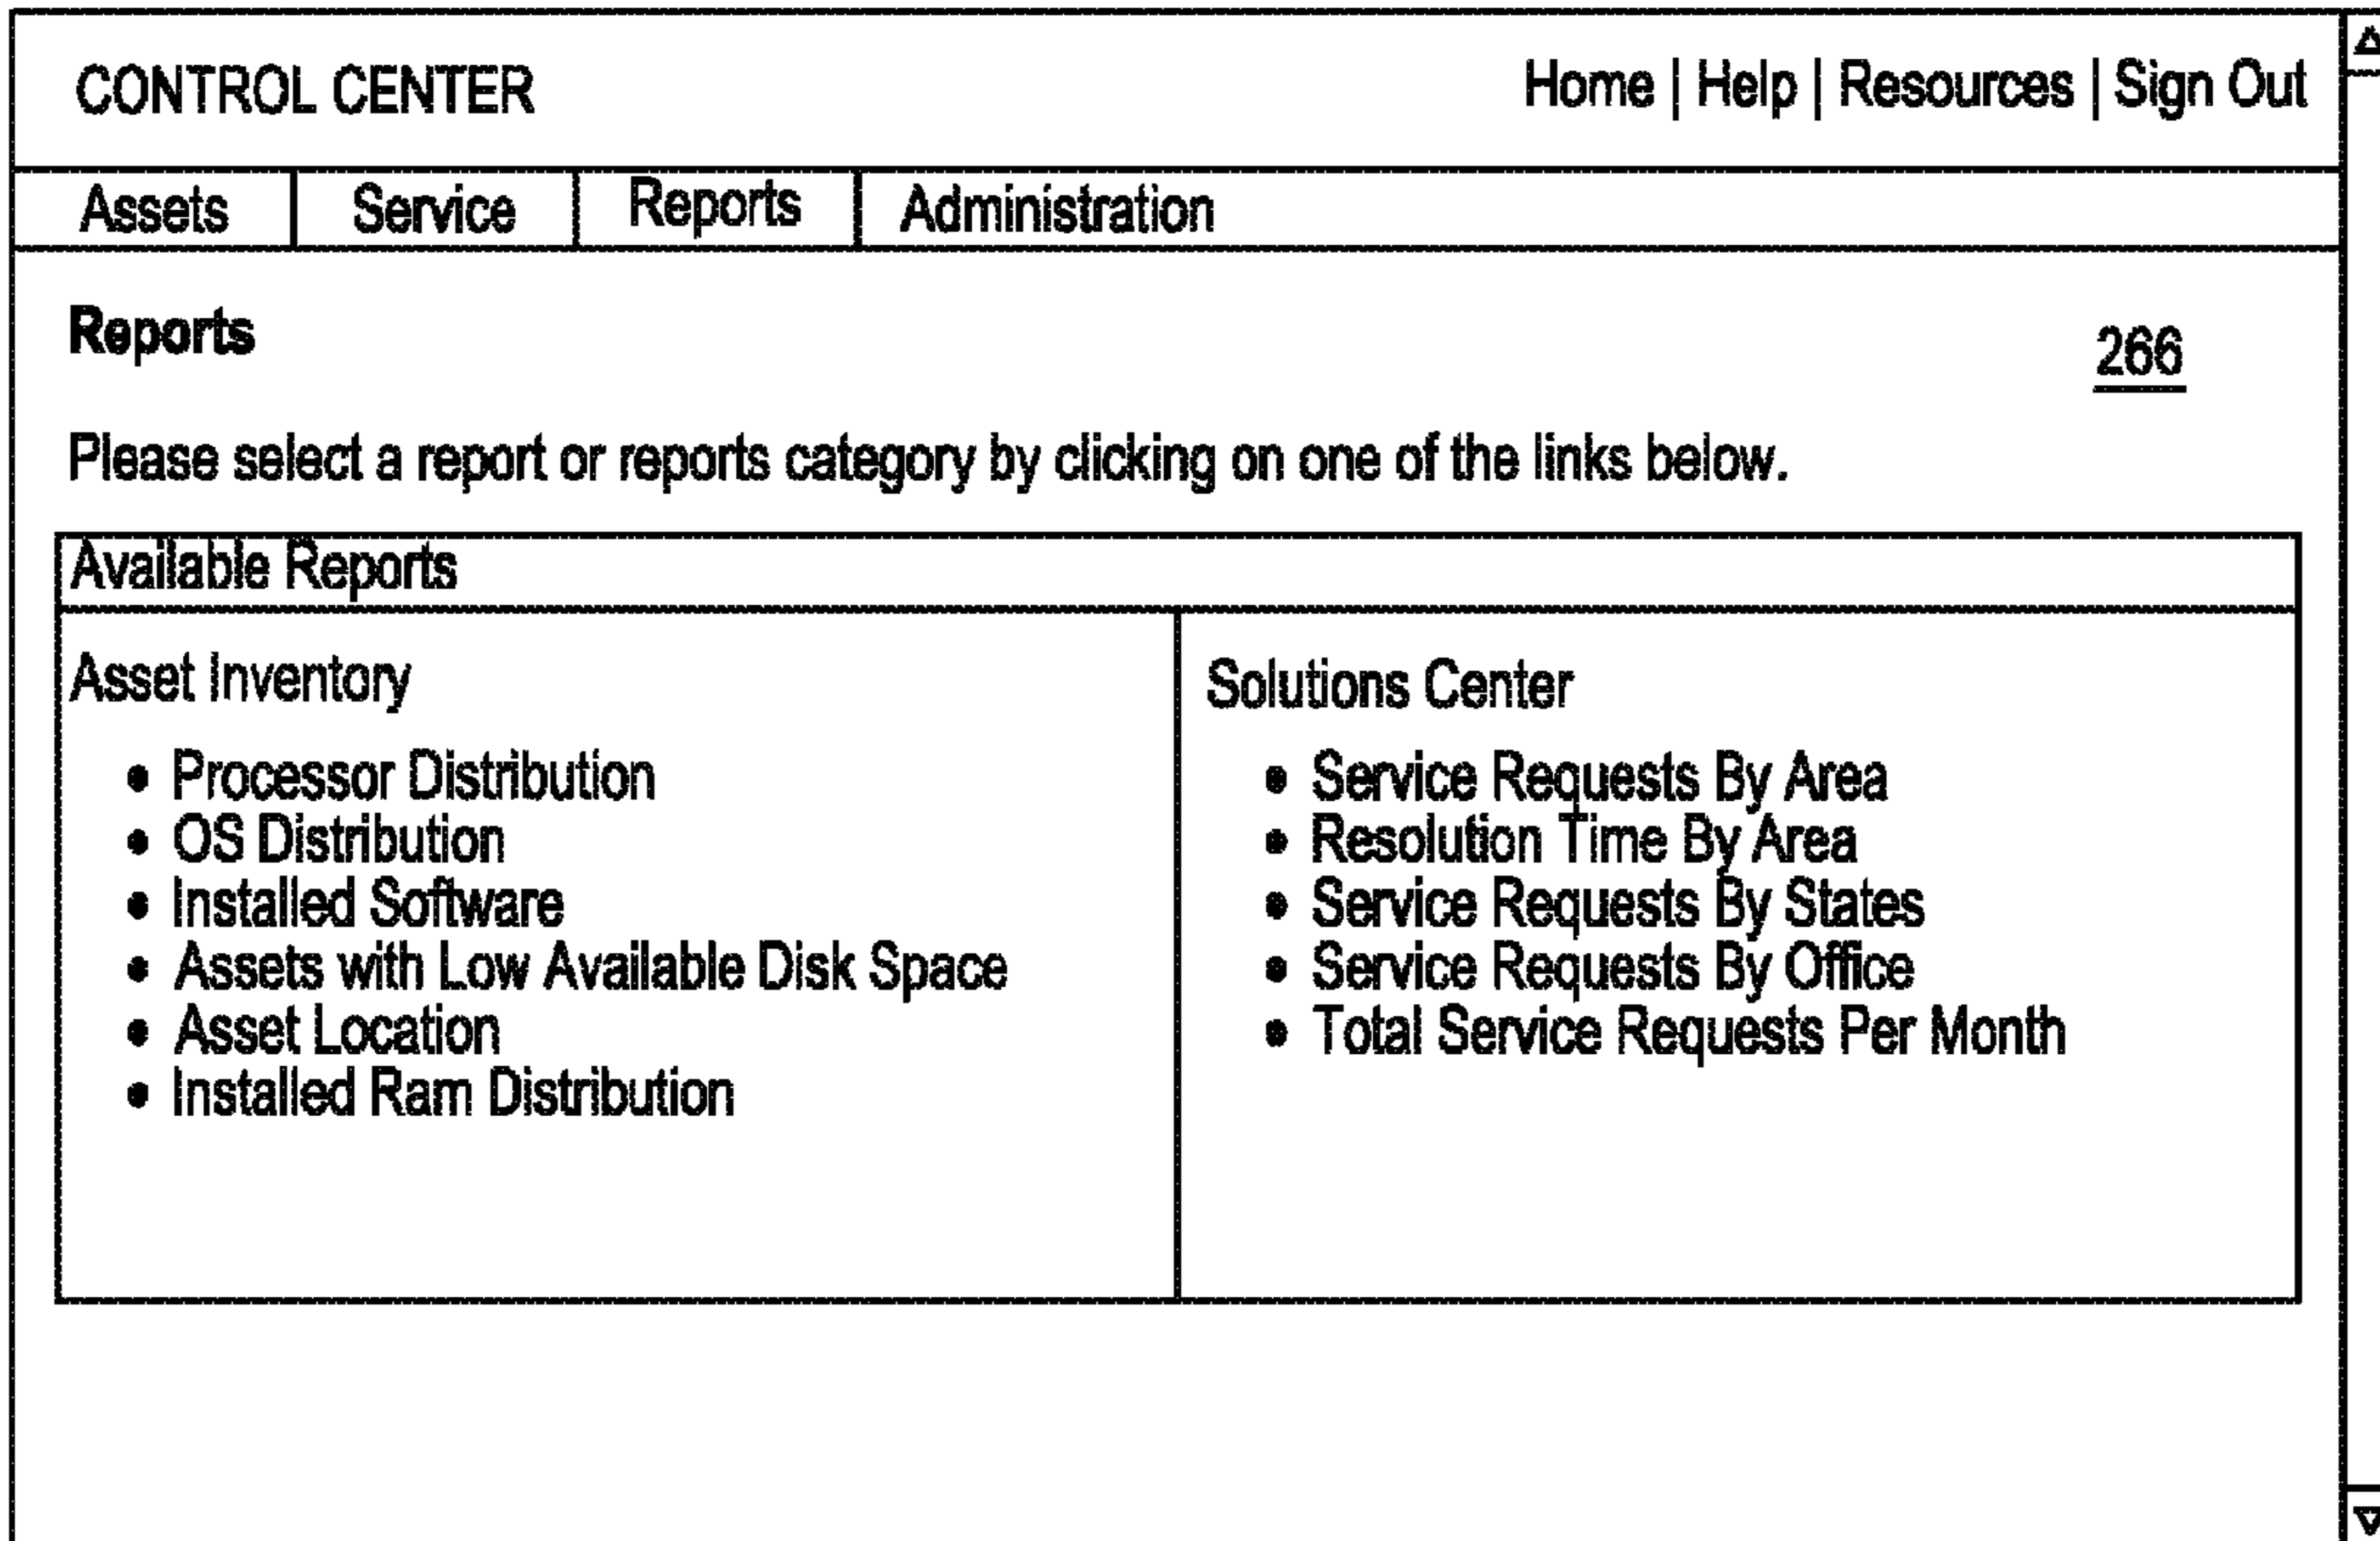 CONTROL CENTER
Home | Help | Resources | Sign Out
Assets Service Reports Administration
Reports
266
Please select a report or reports category by clicking on one of the links below.
Available Reports
Asset Inventory
• Processor Distribution
• OS Distribution
• Installed Software
• Assets with Low Available Disk Space
• Asset Location
• Installed Ram Distribution
Solutions Center
• Service Requests By Area
• Resolution Time By Area
• Service Requests By States
• Service Requests By Office
• Total Service Requests Per Month